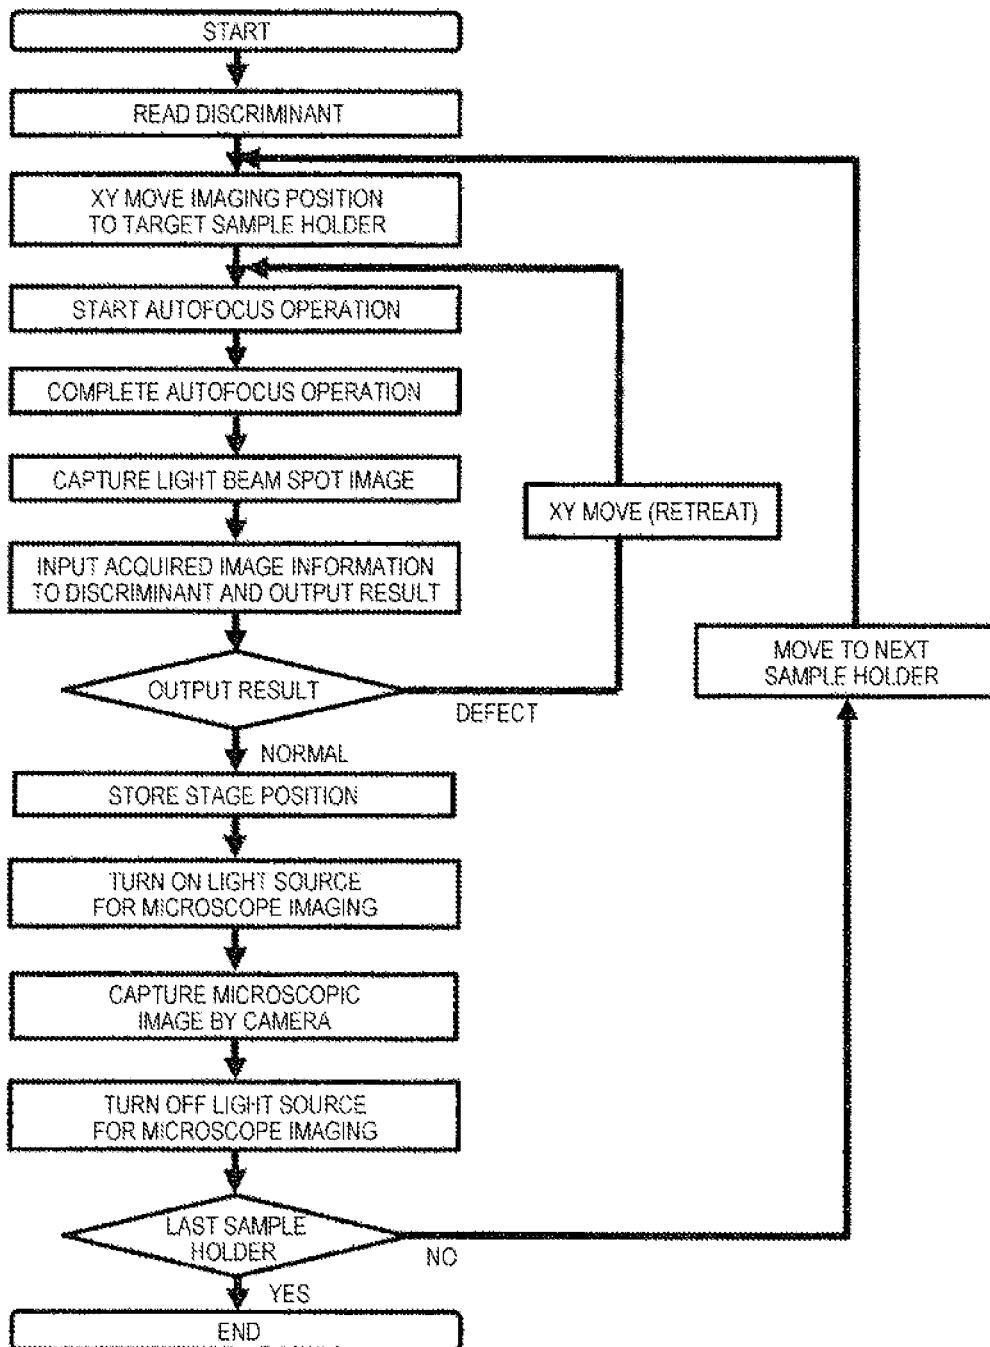 START
READ DISCRIMINANT
XY MOVE IMAGING POSITION
TO TARGET SAMPLE HOLDER
START AUTOFOCUS OPERATION
COMPLETE AUTOFOCUS OPERATION
CAPTURE LIGHT BEAM SPOT IMAGE
XY MOVE (RETREAT)
INPUT ACQUIRED IMAGE INFORMATION
TO DISCRIMINANT AND OUTPUT RESULT
MOVE TO NEXT
SAMPLE HOLDER
OUTPUT RESULT
DEFECT
NORMAL
STORE STAGE POSITION
TURN ON LIGHT SOURCE
FOR MICROSCOPE IMAGING
CAPTURE MICROSCOPIC
IMAGE BY CAMERA
TURN OFF LIGHT SOURCE
FOR MICROSCOPE IMAGING
LAST SAMPLE
HOLDER
NO
YES
END